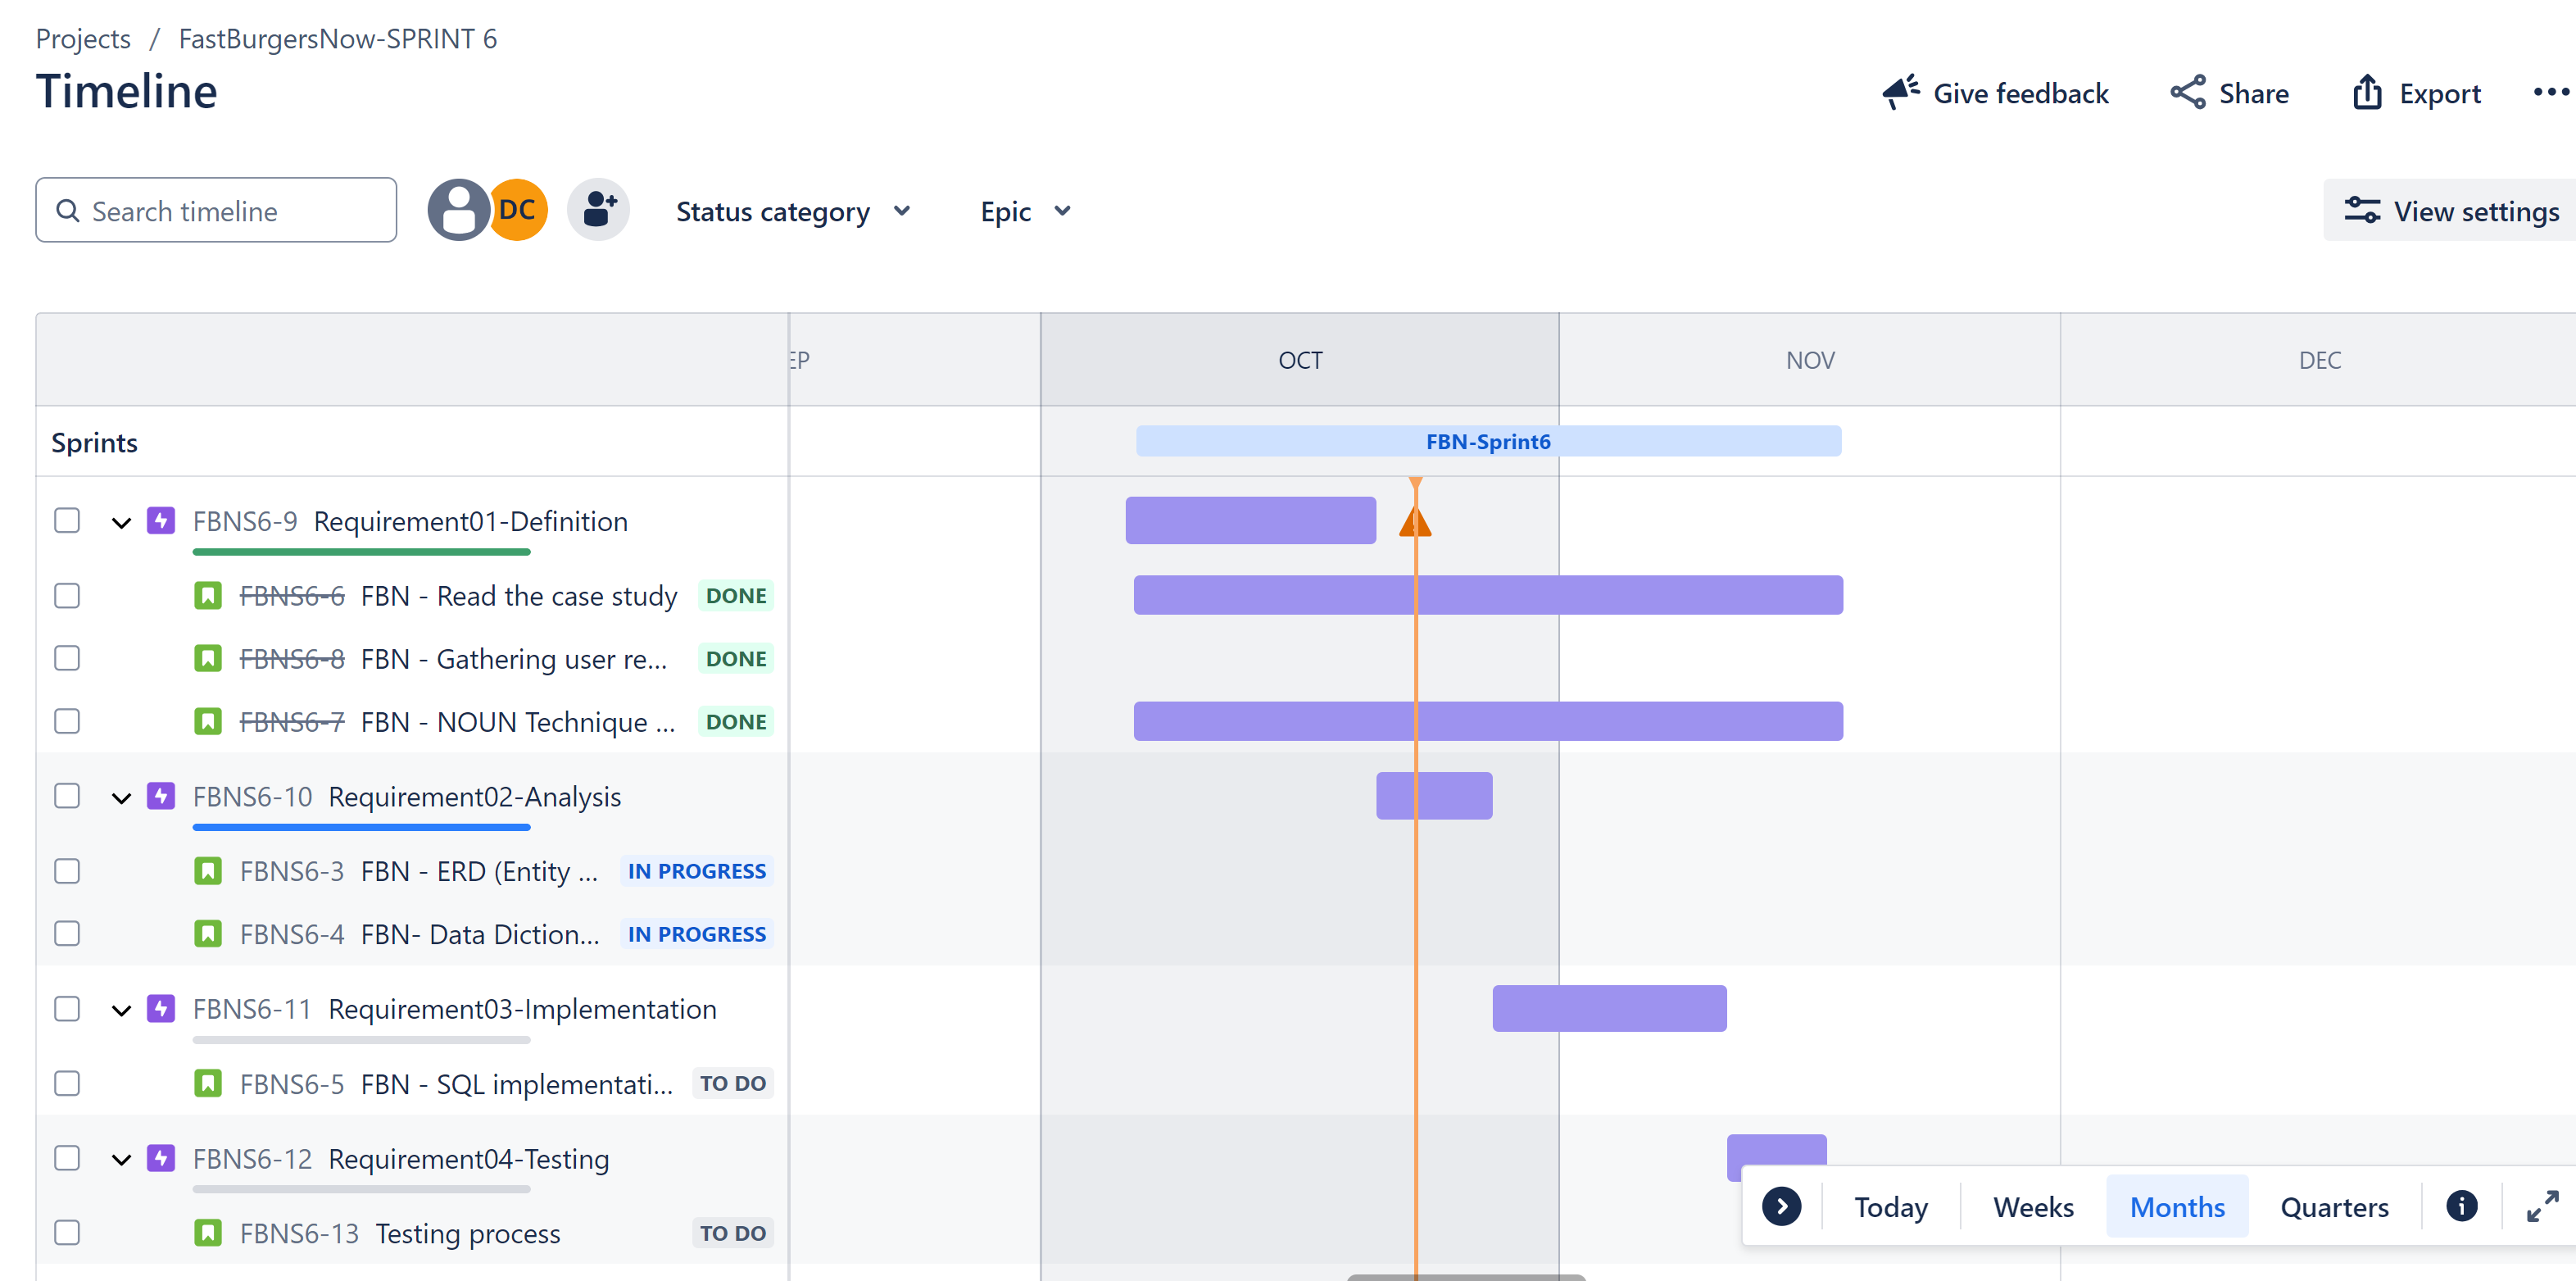 Projects / FastBurgersNow-SPRINT 6
Timeline
Give feedback
Share
Export
Search timeline
DC
Status category
Epic
View settings
EP
OCT
NOV
DEC
Sprints
FBN-Sprint6
FBNS6-9 Requirement01-Definition
FBNS6-6 FBN - Read the case study DONE
FBNS6-8 FBN - Gathering user re... DONE
FBNS6-7 FBN - NOUN Technique ... DONE
FBNS6-10 Requirement02-Analysis
FBNS6-3 FBN - ERD (Entity ... IN PROGRESS
FBNS6-4 FBN- Data Diction... IN PROGRESS
FBNS6-11 Requirement03-Implementation
FBNS6-5 FBN - SQL implementati... TO DO
FBNS6-12 Requirement04-Testing
Today
Weeks
Months
Quarters
FBNS6-13 Testing process TO DO